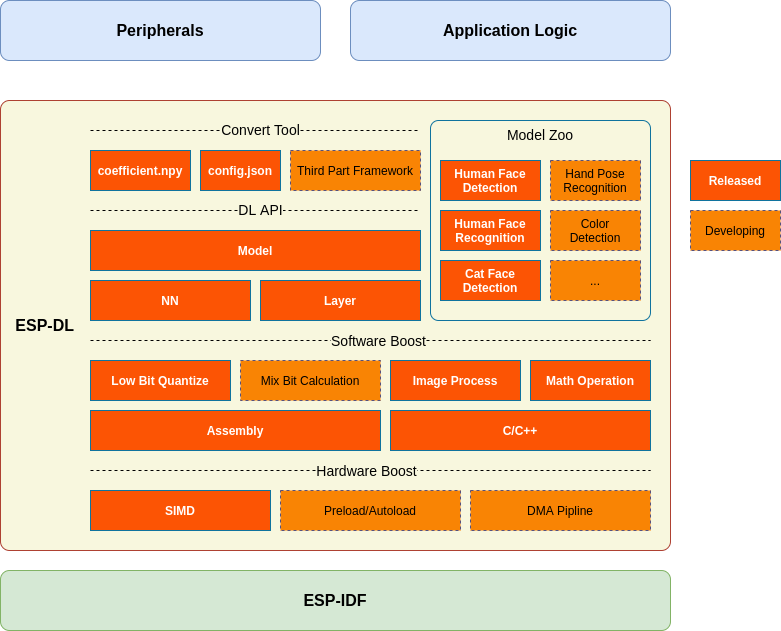 Peripherals
Application Logic
ESP-DL
Convert Tool
coefficient.npy
config.json
Third Part Framework
DL API
Model
NN
Layer
Model Zoo
Human Face
Detection
Hand Pose
Recognition
Human Face
Recognition
Color
Detection
Cat Face
Detection
...
Software Boost
Low Bit Quantize
Mix Bit Calculation
Image Process
Math Operation
Assembly
C/C++
Hardware Boost
SIMD
Preload/Autoload
DMA Pipline
Released
Developing
ESP-IDF